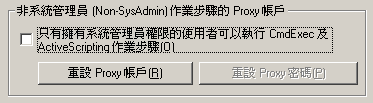 非系統管理員 (Non-SysAdmin) 作業步驟的 Proxy 帳戶
只有擁有系統管理員權限的使用者可以執行 CmdExec 及
ActiveScripting 作業步驟(O)
重設 Proxy 帳戶(R) 重設 Proxy 密碼(P)